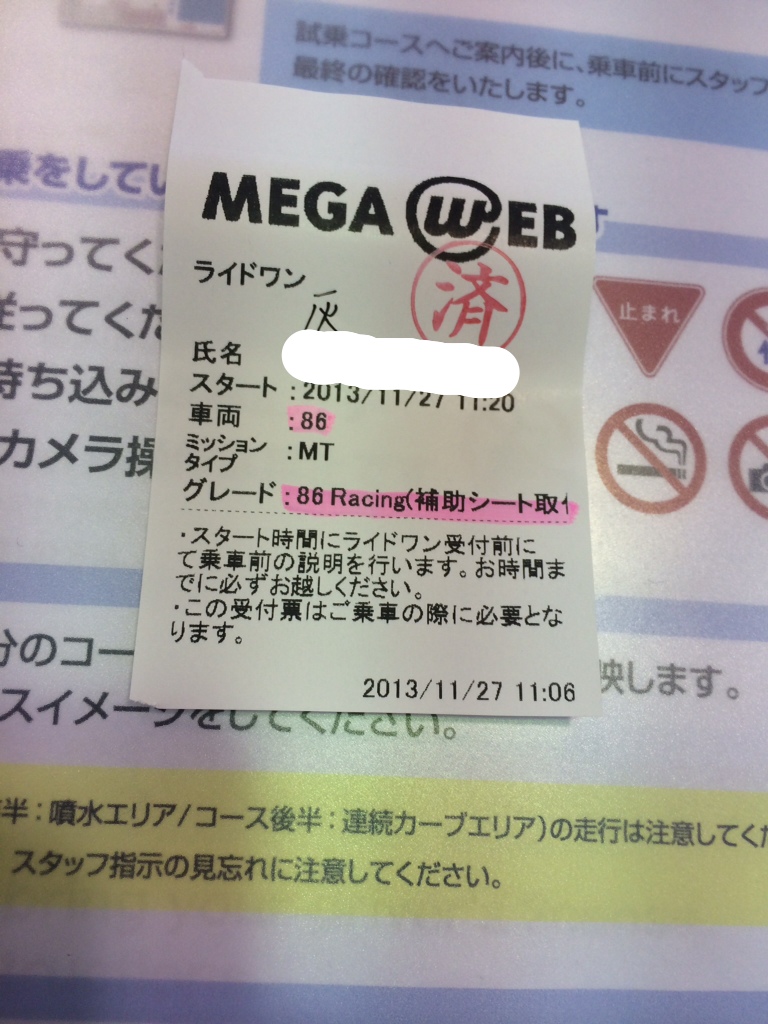 試乗コースへご案内後に、乗車前にスタッフ
最終の確認をいたします。
乗をしてい
守ってく
従ってくだ
持ち込み
カメラ操
MEGA WEB
ライドワン
済
氏名
スタート:2013/11/27 11:20
車両 :86
ミッションタイプ :MT
グレード:86 Racing(補助シート取付
・スタート時間にライドワン受付前に
て乗車前の説明を行います。お時間ま
でに必ずお越しください。
・この受付票はご乗車の際に必要とな
ります。
2013/11/27 11:06
止まれ
分のコー
映します。
スイメージをしてください。
半:噴水エリア/コース後半:連続カーブエリア)の走行は注意してくだ
スタッフ指示の見忘れに注意してください。